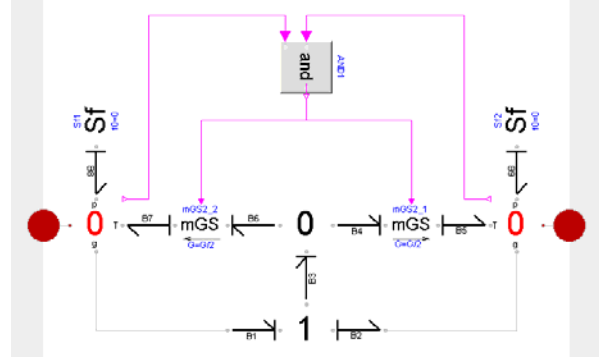 and
AND1
Sf1
Sf
f0=0
Sf2
Sf
f0=0
B8
B9
p
p
mGS2_2
mGS2_1
0
T
B7
mGS
B6
0
B4
mGS
B5
T
0
G=G/2
G=G/2
g
g
B3
B1
1
B2